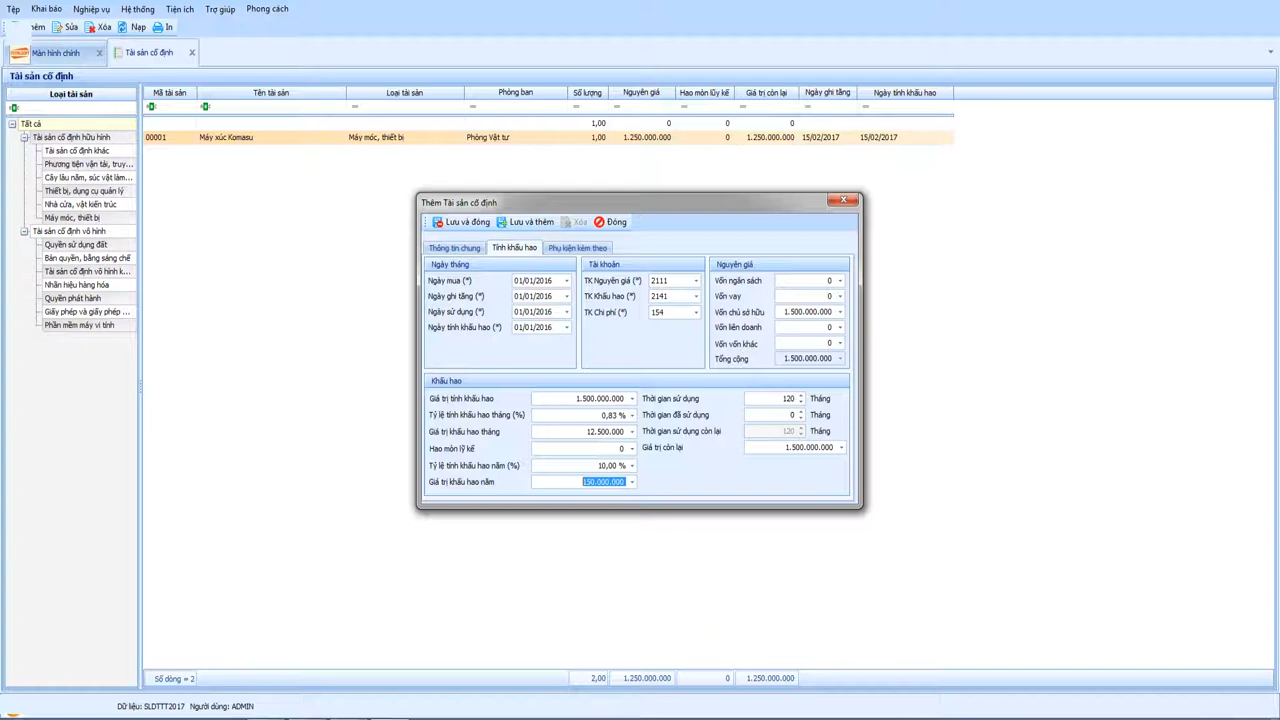 Tệp Khai báo Nghiệp vụ Hệ thống Tiện ích Trợ giúp Phong cách
Sửa Xóa Nạp In
Màn hình chính Tài sản cố định
Tài sản cố định
Loại tài sản
Tất cả
Tài sản cố định hữu hình
Tài sản cố định khác
Phương tiện vận tải, truy...
Cây lâu năm, súc vật làm...
Thiết bị, dụng cụ quản lý
Nhà cửa, vật kiến trúc
Máy móc, thiết bị
Tài sản cố định vô hình
Quyền sử dụng đất
Bản quyền, bằng sáng chế
Tài sản cố định vô hình k...
Nhãn hiệu hàng hóa
Quyền phát hành
Giấy phép và giấy phép ...
Phần mềm máy vi tính
Mã tài sản Tên tài sản Loại tài sản Phòng ban Số lượng Nguyên giá Hao mòn lũy kế Giá trị còn lại Ngày ghi tăng Ngày tính khấu hao
1,00 0 0 0
00001 Máy xúc Komasu Máy móc, thiết bị Phòng Vật tư 1,00 1.250.000.000 0 1.250.000.000 15/02/2017 15/02/2017
Thêm Tài sản cố định
Lưu và đóng Lưu và thêm Xóa Đóng
Thông tin chung Tính khấu hao Phụ kiện kèm theo
Ngày tháng
Ngày mua (*) 01/01/2016
Ngày ghi tăng (*) 01/01/2016
Ngày sử dụng (*) 01/01/2016
Ngày tính khấu hao (*) 01/01/2016
Tài khoản
TK Nguyên giá (*) 2111
TK Khấu hao (*) 2141
TK Chi phí (*) 154
Nguyên giá
Vốn ngân sách 0
Vốn vay 0
Vốn chủ sở hữu 1.500.000.000
Vốn liên doanh 0
Vốn vốn khác 0
Tổng cộng 1.500.000.000
Khấu hao
Giá trị tính khấu hao 1.500.000.000 Thời gian sử dụng 120 Tháng
Tỷ lệ tính khấu hao tháng (%) 0,83 % Thời gian đã sử dụng 0 Tháng
Giá trị khấu hao tháng 12.500.000 Thời gian sử dụng còn lại 120 Tháng
Hao mòn lỹ kế 0 Giá trị còn lại 1.500.000.000
Tỷ lệ tính khấu hao năm (%) 10,00 %
Giá trị khấu hao năm 150.000.000
Số dòng = 2 2,00 1.250.000.000 0 1.250.000.000
Dữ liệu: SLDTTT2017 Người dùng: ADMIN